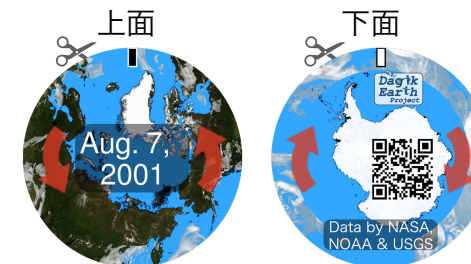 上面
下面
Aug. 7,
2001
Dagik
Earth
Project
Data by NASA,
NOAA & USGS